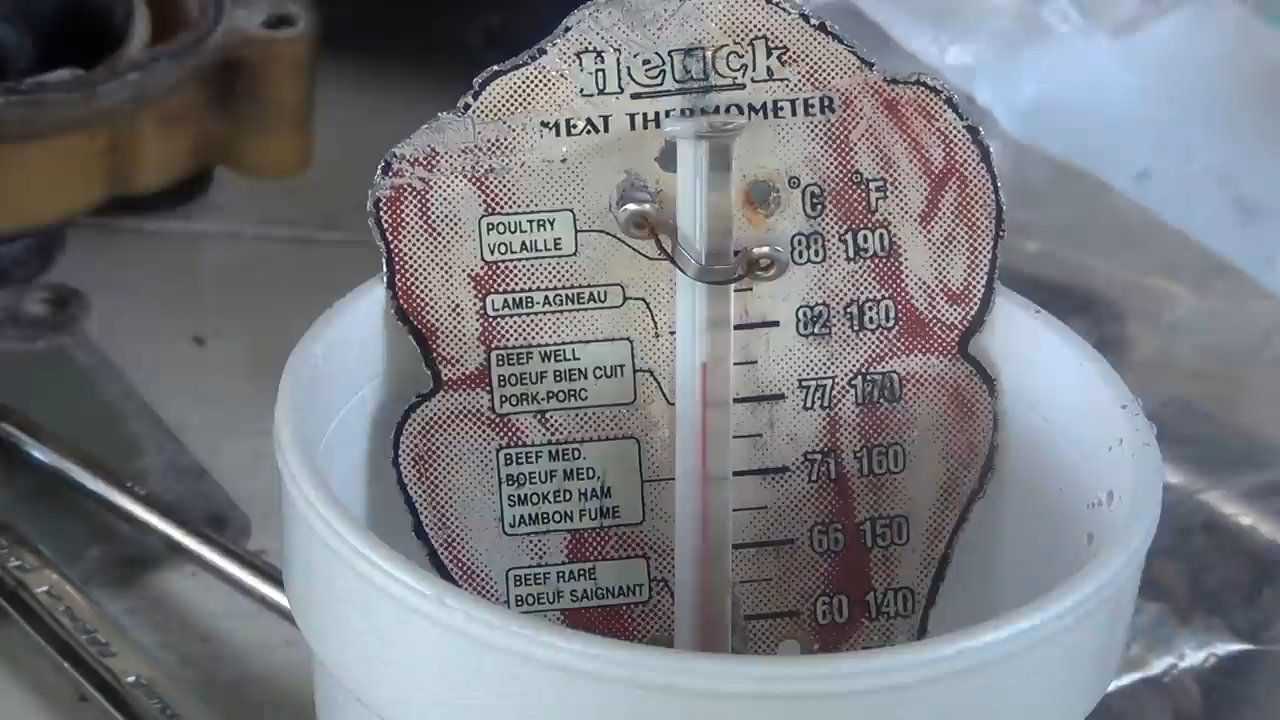 Heuck
MEAT THERMOMETER
°C °F
POULTRY
VOLAILLE
88 190
LAMB-AGNEAU
82 180
BEEF WELL
BOEUF BIEN CUIT
PORK-PORC
77 170
BEEF MED.
BOEUF MED,
SMOKED HAM
JAMBON FUME
71 160
66 150
BEEF RARE
BOEUF SAIGNANT
60 140